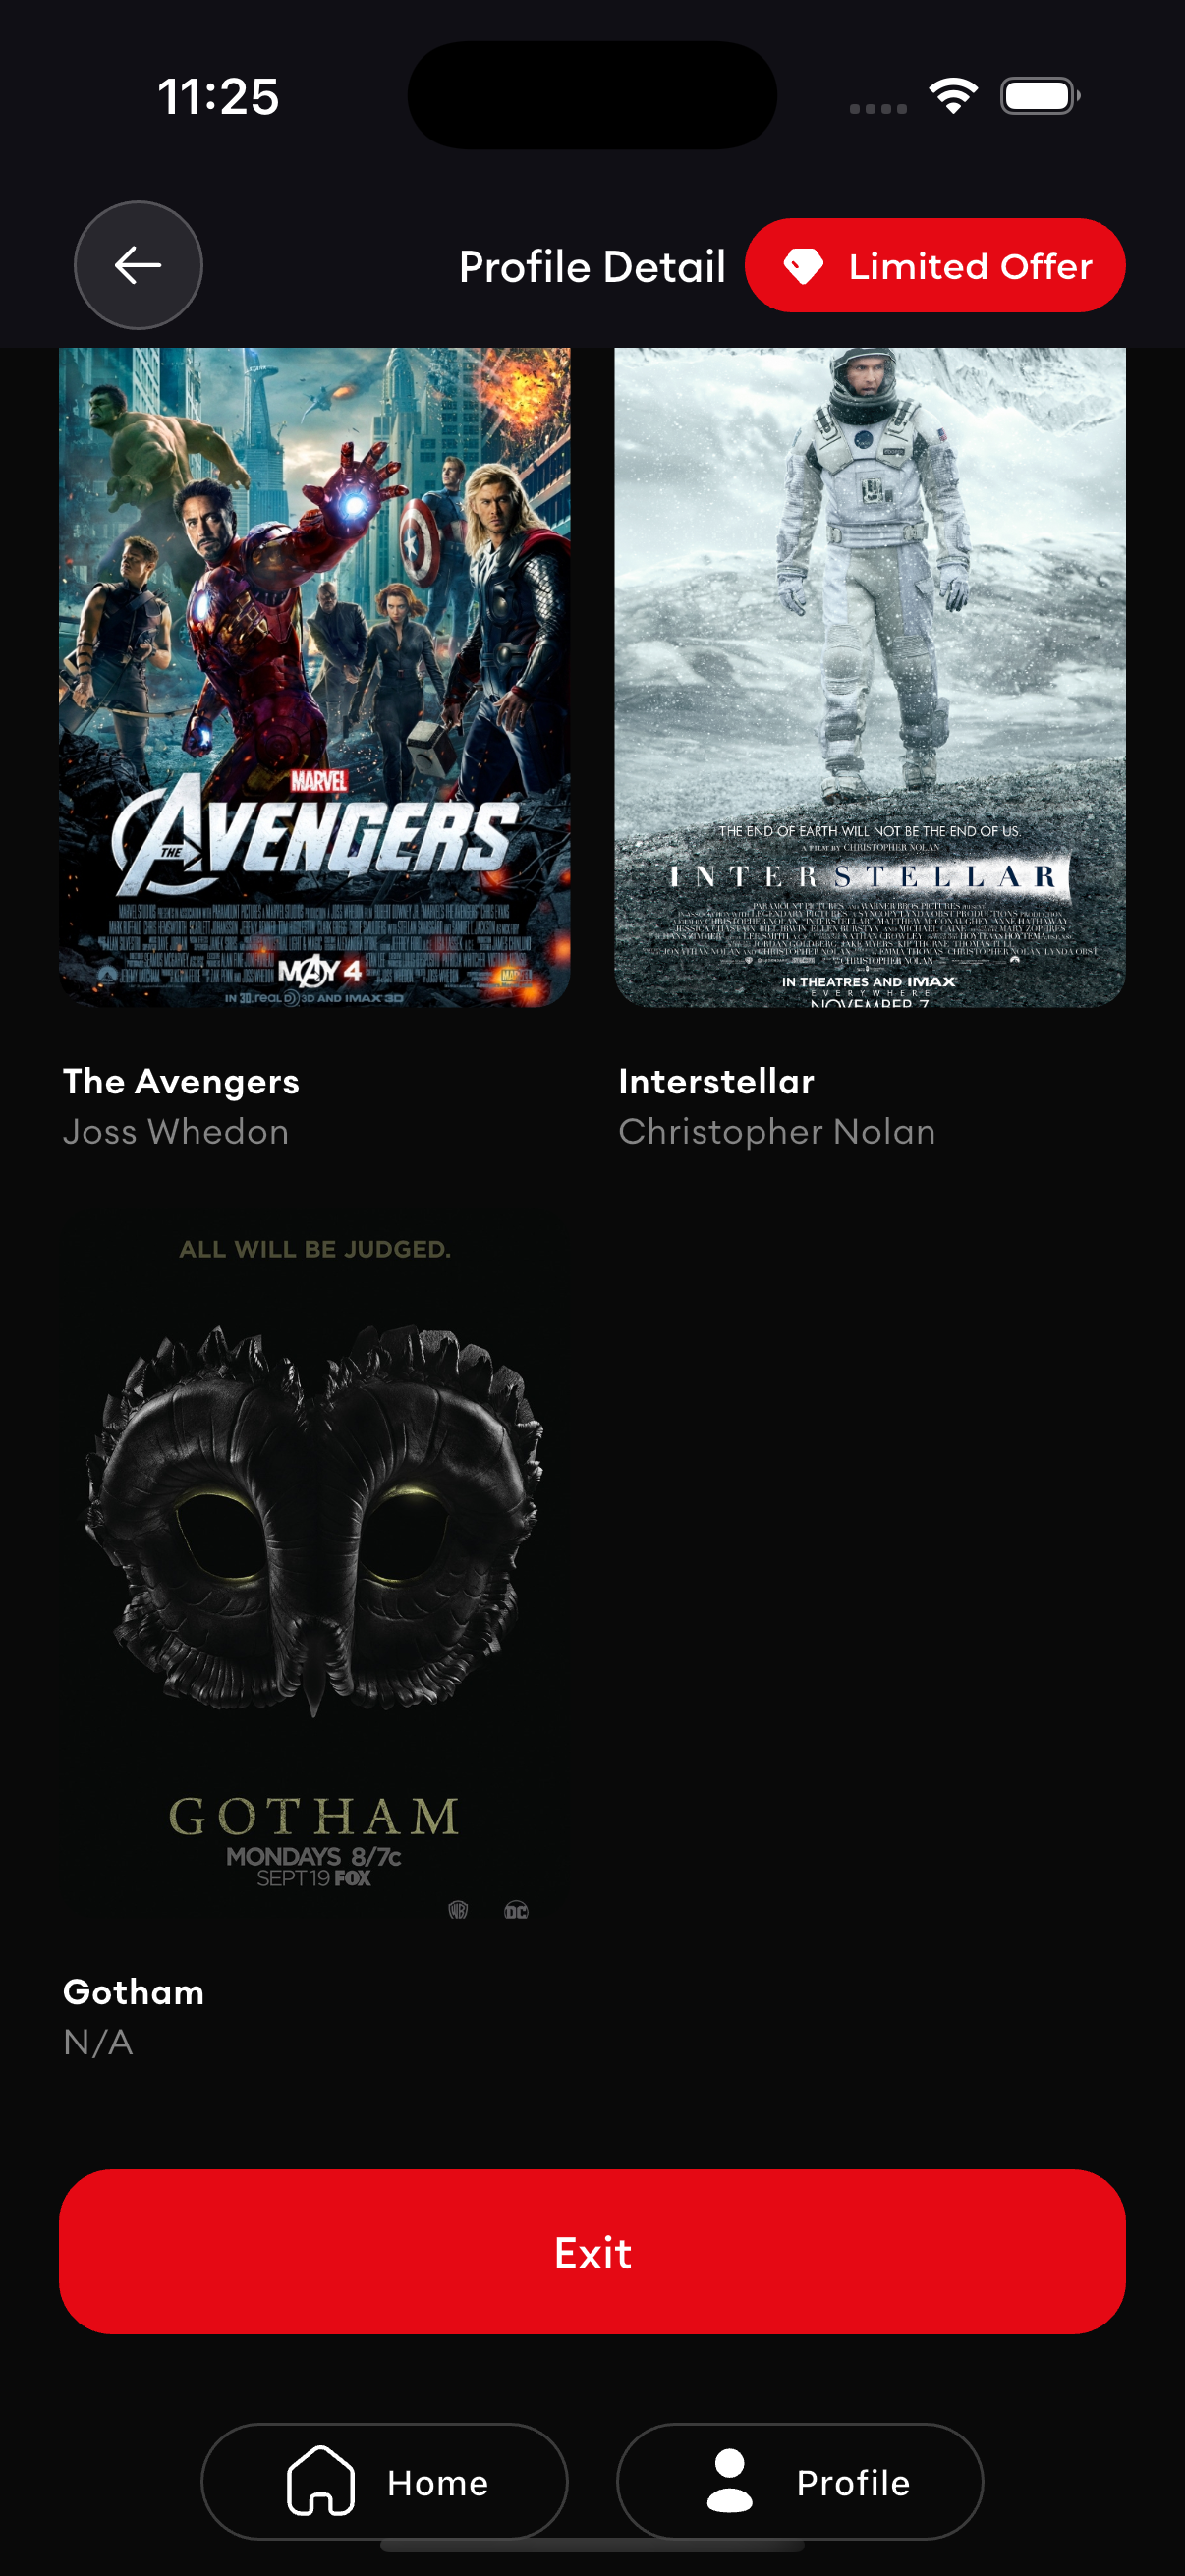 11:25
Profile Detail
Limited Offer
MARVEL
THE AVENGERS
MAY 4
IN 3D, REAL D 3D AND IMAX 3D
THE END OF EARTH WILL NOT BE THE END OF US.
A FILM BY CHRISTOPHER NOLAN
INTERSTELLAR
IN THEATRES AND IMAX
EVERYWHERE
NOVEMBER 7
The Avengers
Joss Whedon
Interstellar
Christopher Nolan
ALL WILL BE JUDGED.
GOTHAM
MONDAYS 8/7c
SEPT 19 FOX
WB DC
Gotham
N/A
Exit
Home
Profile